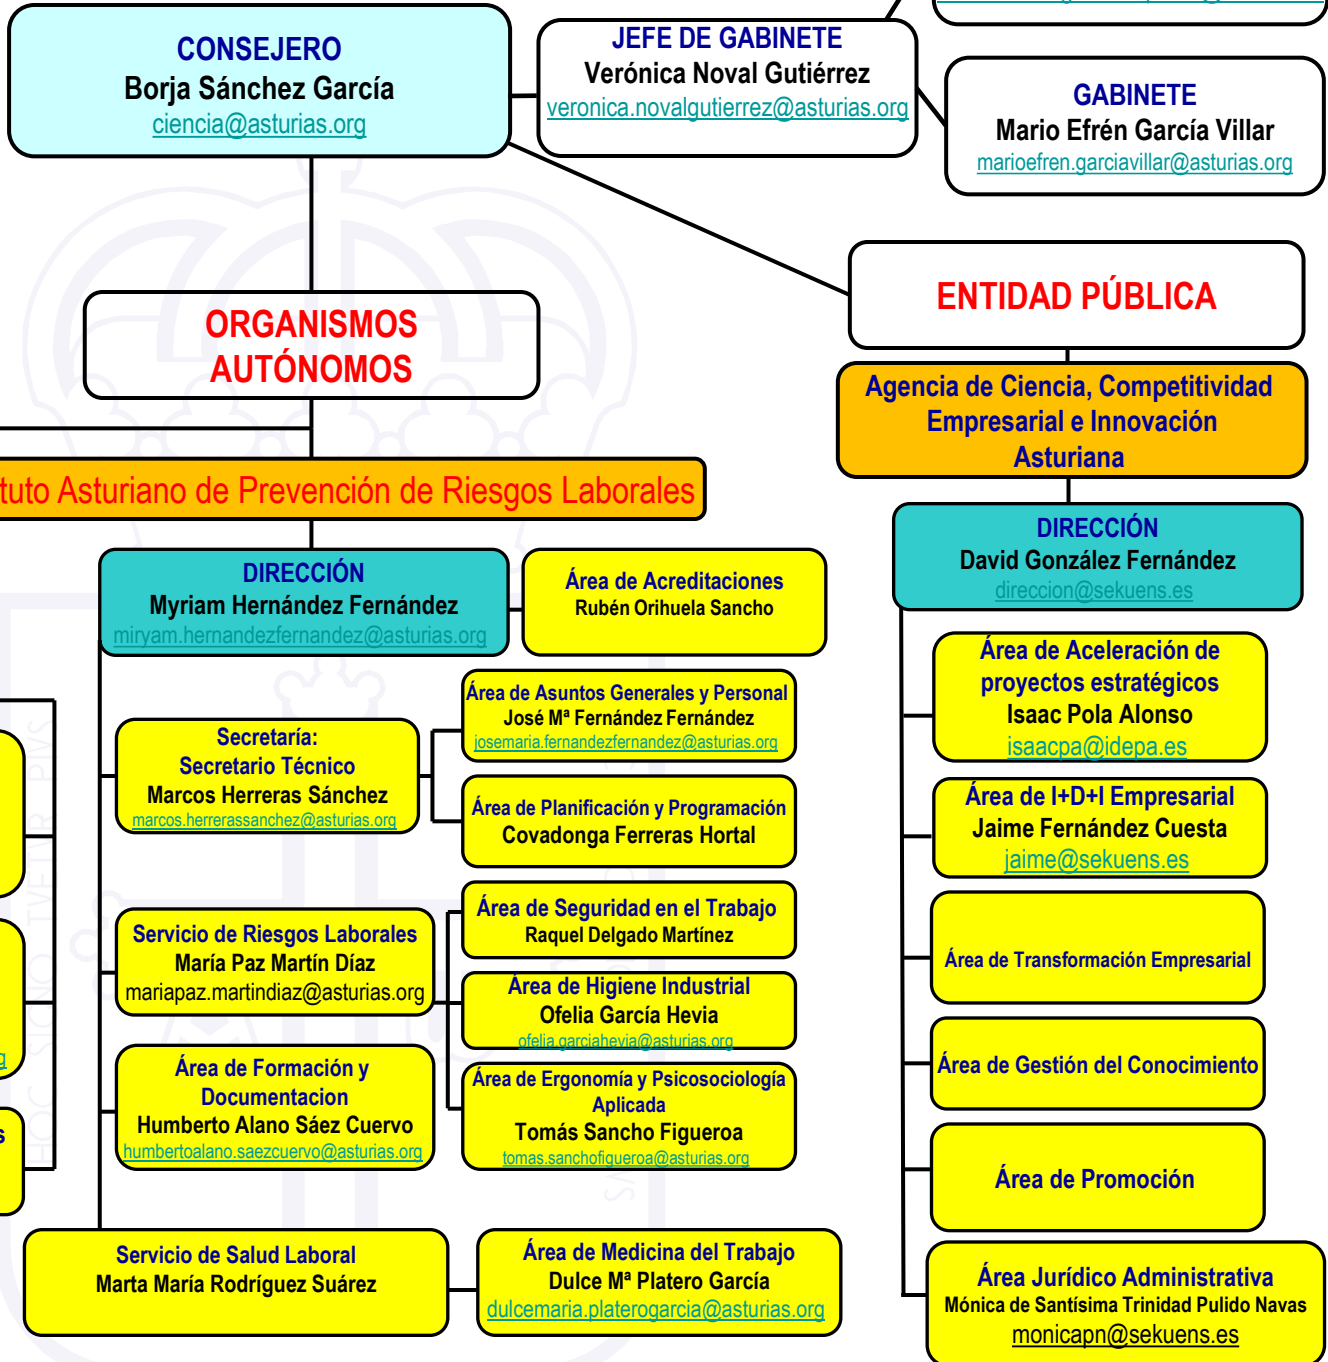 CONSEJERO
Borja Sánchez García
ciencia@asturias.org
JEFE DE GABINETE
Verónica Noval Gutiérrez
veronica.novalgutierrez@asturias.org
GABINETE
Mario Efrén García Villar
marioefren.garciavillar@asturias.org
ORGANISMOS
AUTÓNOMOS
ENTIDAD PÚBLICA
Agencia de Ciencia, Competitividad
Empresarial e Innovación
Asturiana
tuto Asturiano de Prevención de Riesgos Laborales
DIRECCIÓN
Myriam Hernández Fernández
miryam.hernandezfernandez@asturias.org
Área de Acreditaciones
Rubén Orihuela Sancho
Secretaría:
Secretario Técnico
Marcos Herreras Sánchez
marcos.herrerassanchez@asturias.org
Área de Asuntos Generales y Personal
José Mª Fernández Fernández
josemaria.fernandezfernandez@asturias.org
Área de Planificación y Programación
Covadonga Ferreras Hortal
Servicio de Riesgos Laborales
María Paz Martín Díaz
mariapaz.martindiaz@asturias.org
Área de Seguridad en el Trabajo
Raquel Delgado Martínez
Área de Higiene Industrial
Ofelia García Hevia
ofelia.garciahevia@asturias.org
Área de Formación y
Documentacion
Humberto Alano Sáez Cuervo
humbertoalano.saezcuervo@asturias.org
Área de Ergonomía y Psicosociología
Aplicada
Tomás Sancho Figueroa
tomas.sanchofigueroa@asturias.org
Servicio de Salud Laboral
Marta María Rodríguez Suárez
Área de Medicina del Trabajo
Dulce Mª Platero García
dulcemaria.platerogarcia@asturias.org
DIRECCIÓN
David González Fernández
direccion@sekuens.es
Área de Aceleración de
proyectos estratégicos
Isaac Pola Alonso
isaacpa@idepa.es
Área de I+D+I Empresarial
Jaime Fernández Cuesta
jaime@sekuens.es
Área de Transformación Empresarial
Área de Gestión del Conocimiento
Área de Promoción
Área Jurídico Administrativa
Mónica de Santísima Trinidad Pulido Navas
monicapn@sekuens.es
HOC SIGNO TVETVR PIVS